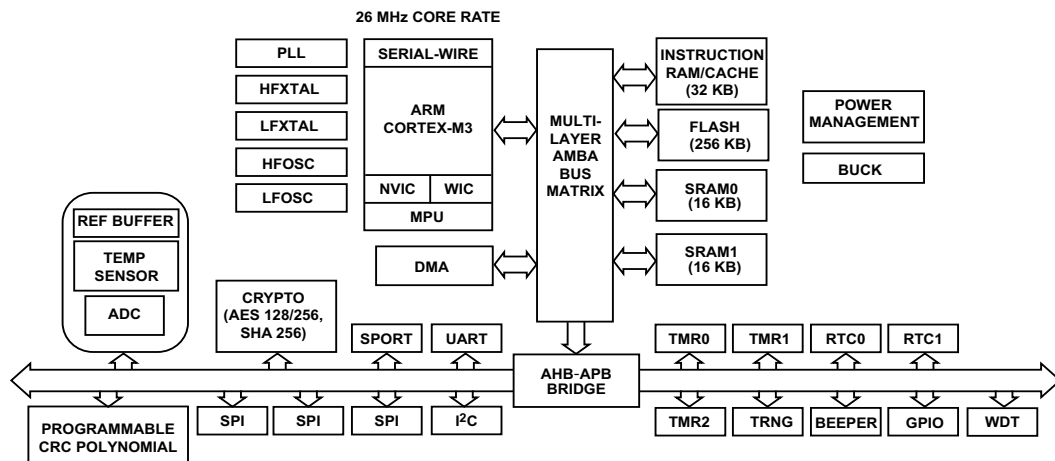 26 MHz CORE RATE
PLL
HFXTAL
LFXTAL
HFOSC
LFOSC
SERIAL-WIRE
ARM
CORTEX-M3
NVIC
WIC
MPU
DMA
MULTI-
LAYER
AMBA
BUS
MATRIX
INSTRUCTION
RAM/CACHE
(32 KB)
FLASH
(256 KB)
SRAM0
(16 KB)
SRAM1
(16 KB)
POWER
MANAGEMENT
BUCK
REF BUFFER
TEMP
SENSOR
ADC
CRYPTO
(AES 128/256,
SHA 256)
SPORT
UART
TMR0
TMR1
RTC0
RTC1
AHB-APB
BRIDGE
PROGRAMMABLE
CRC POLYNOMIAL
SPI
SPI
SPI
I²C
TMR2
TRNG
BEEPER
GPIO
WDT